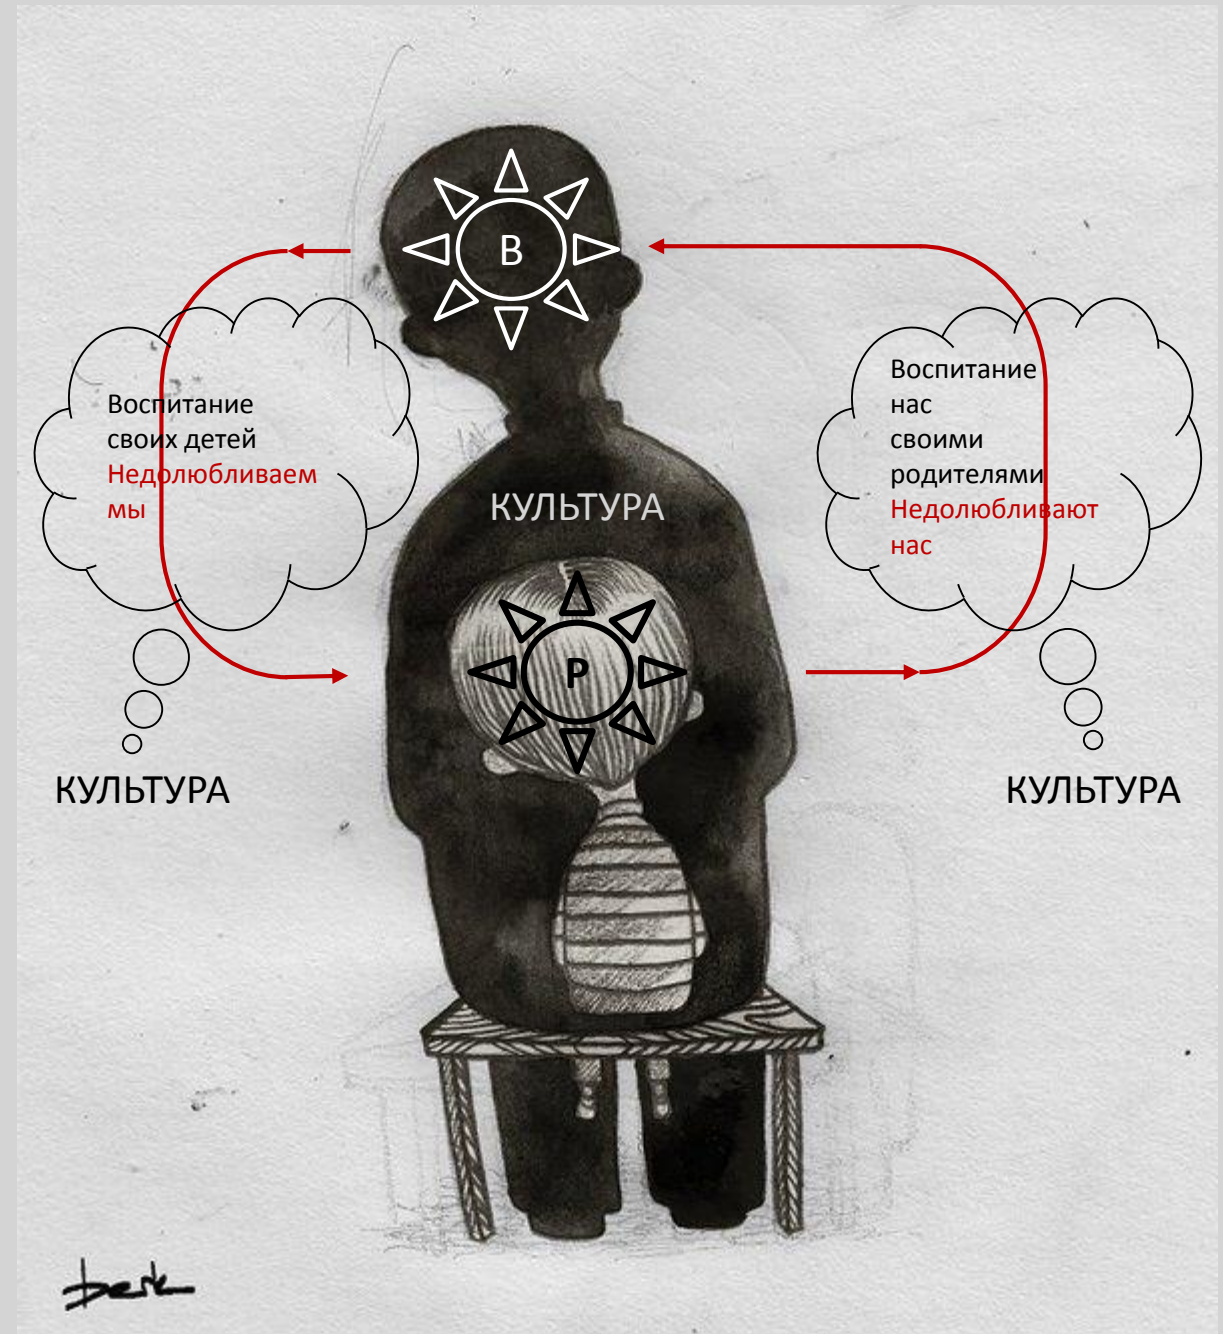 В
Воспитание
своих детей
Недолюбливаем
мы
Воспитание
нас
своими
родителями
Недолюбливают
нас
КУЛЬТУРА
Р
КУЛЬТУРА
КУЛЬТУРА